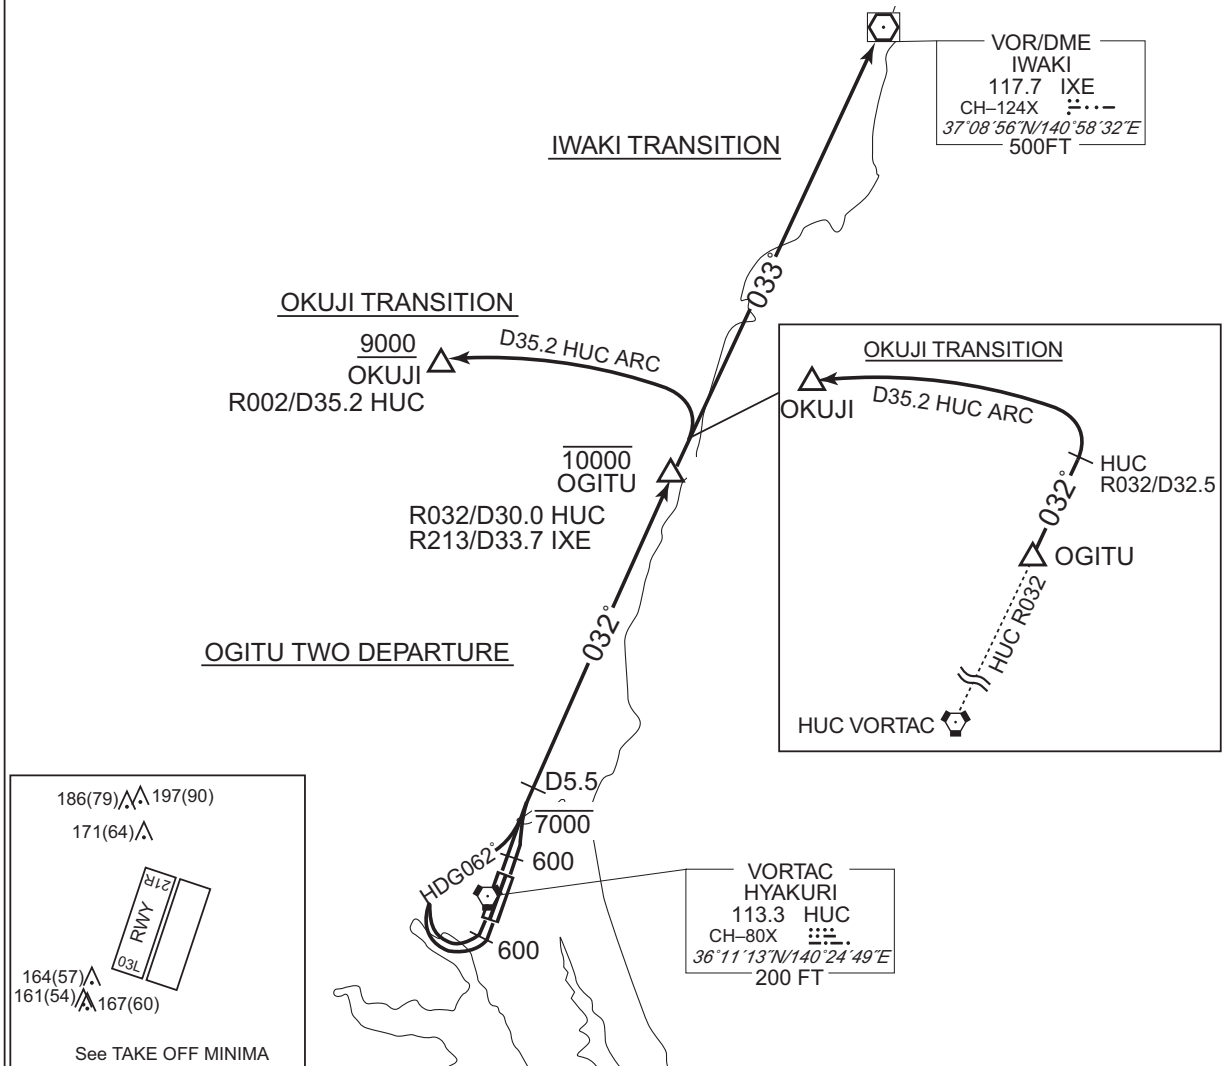 VOR/DME
IWAKI
117.7 IXE
CH–124X
37°08′56″N/140°58′32″E
500FT
IWAKI TRANSITION
033°
OKUJI TRANSITION
9000
OKUJI
R002/D35.2 HUC
D35.2 HUC ARC
10000
OGITU
R032/D30.0 HUC
R213/D33.7 IXE
032°
OGITU TWO DEPARTURE
OKUJI TRANSITION
OKUJI
D35.2 HUC ARC
HUC
R032/D32.5
032°
OGITU
HUC R032
HUC VORTAC
D5.5
7000
600
HDG062°
600
VORTAC
HYAKURI
113.3 HUC
CH–80X
36°11′13″N/140°24′49″E
200 FT
186(79)
197(90)
171(64)
21R
RWY
03L
164(57)
161(54)
167(60)
See TAKE OFF MINIMA